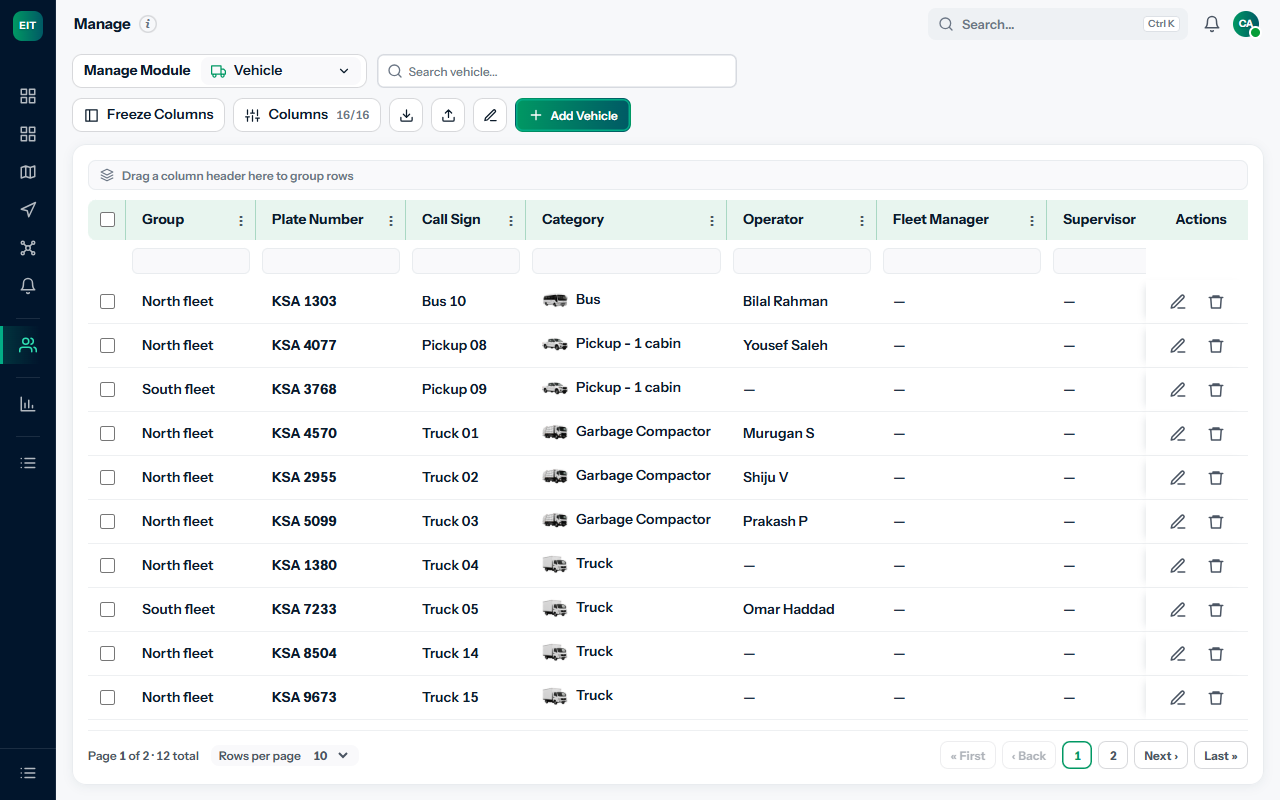 EIT
Manage
Search...
Ctrl K
CA
Manage Module
Vehicle
Search vehicle...
Freeze Columns
Columns 16/16
Add Vehicle
Drag a column header here to group rows
Group Plate Number Call Sign Category Operator Fleet Manager Supervisor Actions
North fleet KSA 1303 Bus 10 Bus Bilal Rahman — —
North fleet KSA 4077 Pickup 08 Pickup - 1 cabin Yousef Saleh — —
South fleet KSA 3768 Pickup 09 Pickup - 1 cabin — — —
North fleet KSA 4570 Truck 01 Garbage Compactor Murugan S — —
North fleet KSA 2955 Truck 02 Garbage Compactor Shiju V — —
North fleet KSA 5099 Truck 03 Garbage Compactor Prakash P — —
North fleet KSA 1380 Truck 04 Truck — — —
South fleet KSA 7233 Truck 05 Truck Omar Haddad — —
North fleet KSA 8504 Truck 14 Truck — — —
North fleet KSA 9673 Truck 15 Truck — — —
Page 1 of 2 · 12 total Rows per page 10 « First ‹ Back 1 2 Next › Last »